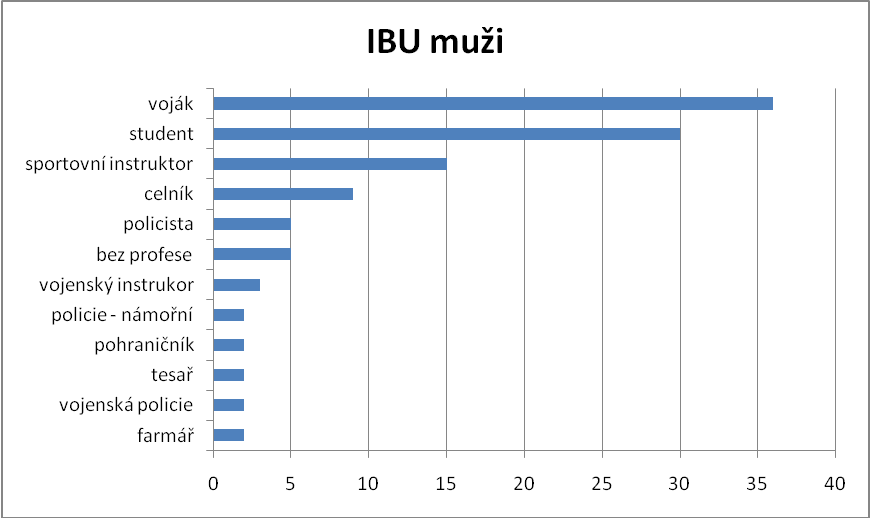 IBU muži
voják
student
sportovní instruktor
celník
policista
bez profese
vojenský instrukor
policie - námořní
pohraničník
tesař
vojenská policie
farmář
0 5 10 15 20 25 30 35 40